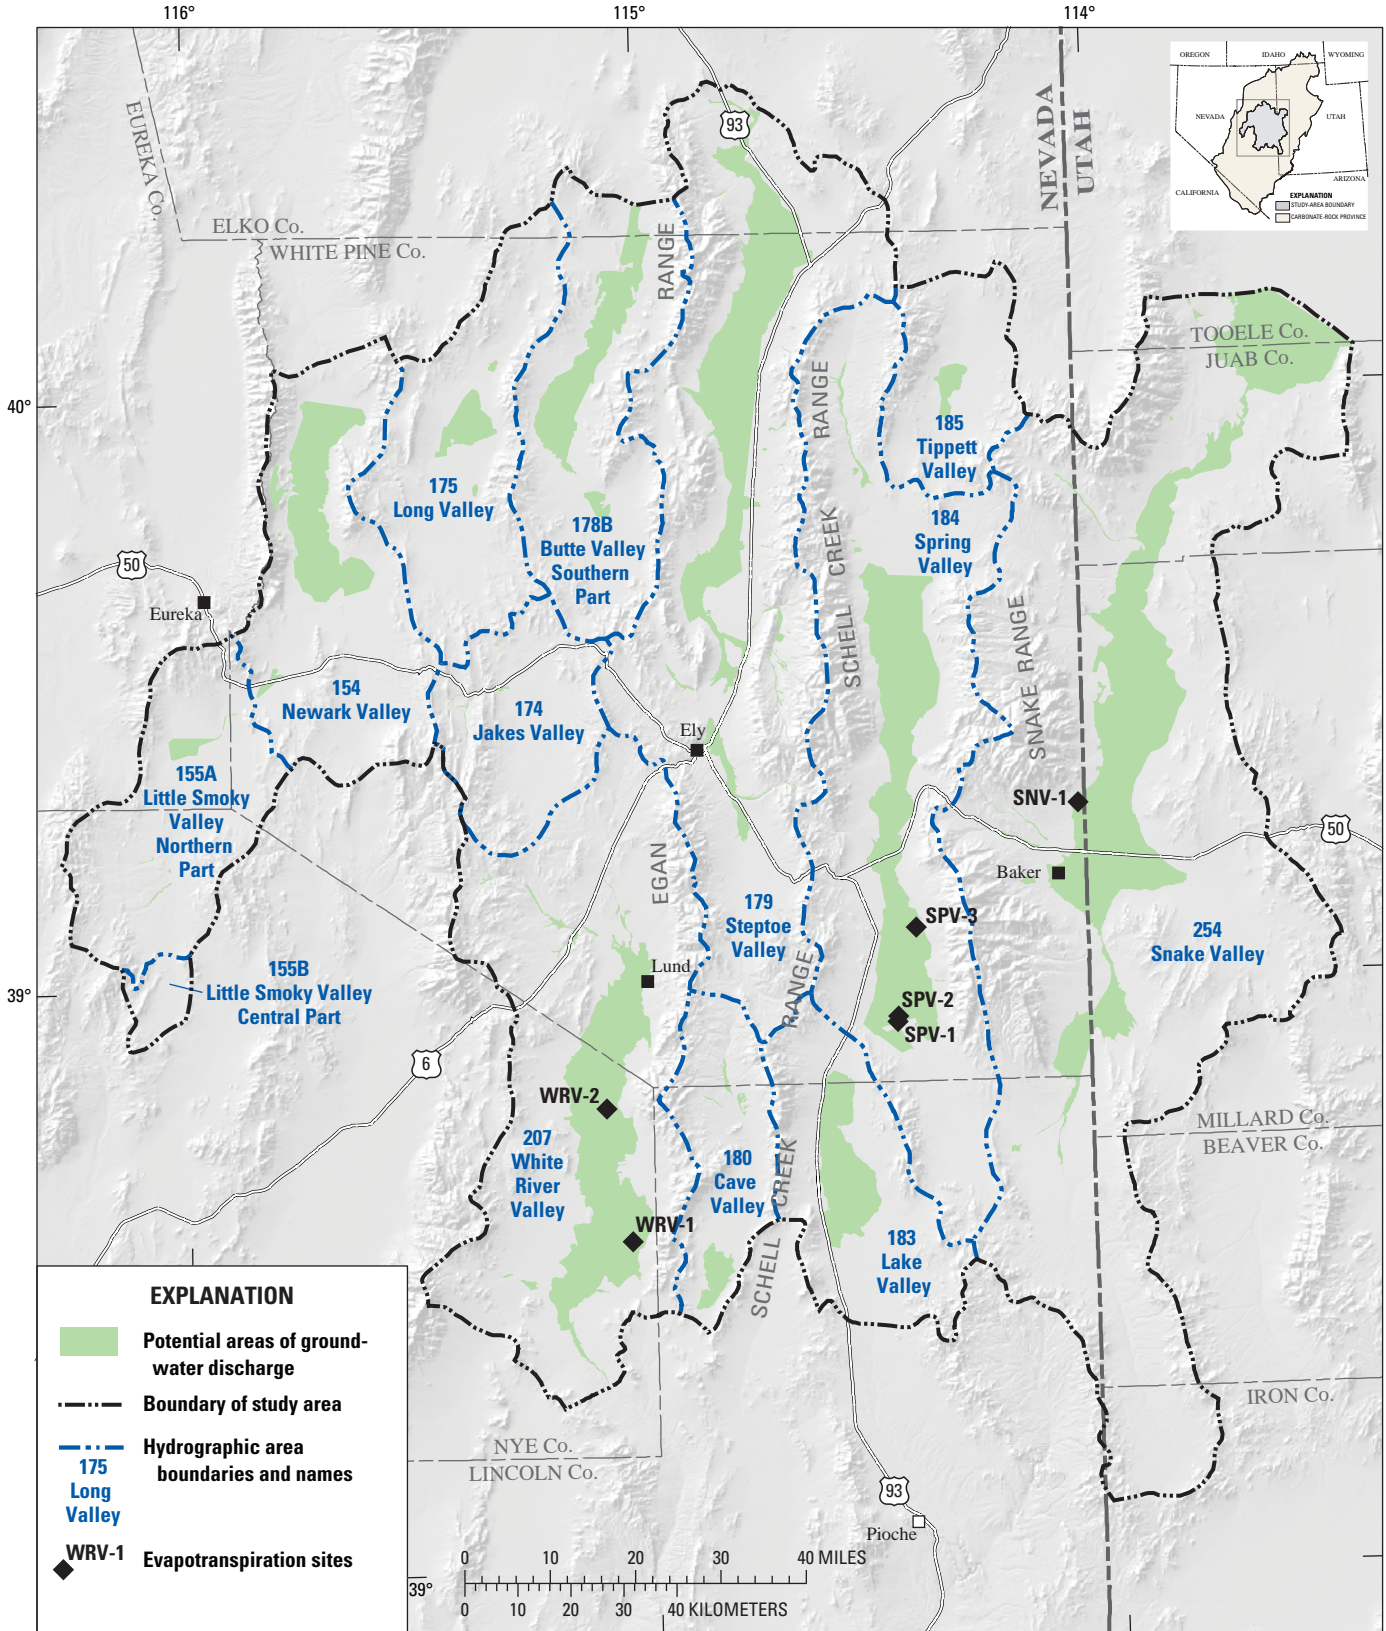 116°
115°
114°
OREGON
IDAHO
WYOMING
NEVADA
UTAH
CALIFORNIA
ARIZONA
EXPLANATION
STUDY-AREA BOUNDARY
CARBONATE-ROCK PROVINCE
93
NEVADA
UTAH
EUREKA Co.
ELKO Co.
WHITE PINE Co.
RANGE
TOOELE Co.
JUAB Co.
40°
RANGE
185
Tippett
Valley
175
Long Valley
178B
Butte Valley
Southern
Part
184
Spring
Valley
SCHELL CREEK
50
Eureka
SNAKE RANGE
154
Newark Valley
174
Jakes Valley
Ely
155A
Little Smoky
Valley
Northern
Part
SNV-1
50
Baker
EGAN
179
Steptoe
Valley
SPV-3
254
Snake Valley
Lund
RANGE
155B
Little Smoky Valley
Central Part
39°
SPV-2
SPV-1
6
WRV-2
MILLARD Co.
BEAVER Co.
207
White
River
Valley
180
Cave
Valley
SCHELL CREEK
WRV-1
183
Lake
Valley
EXPLANATION
Potential areas of ground-
water discharge
Boundary of study area
Hydrographic area
boundaries and names
175
Long
Valley
WRV-1
Evapotranspiration sites
IRON Co.
NYE Co.
LINCOLN Co.
93
Pioche
39°
0 10 20 30 40 MILES
0 10 20 30 40 KILOMETERS